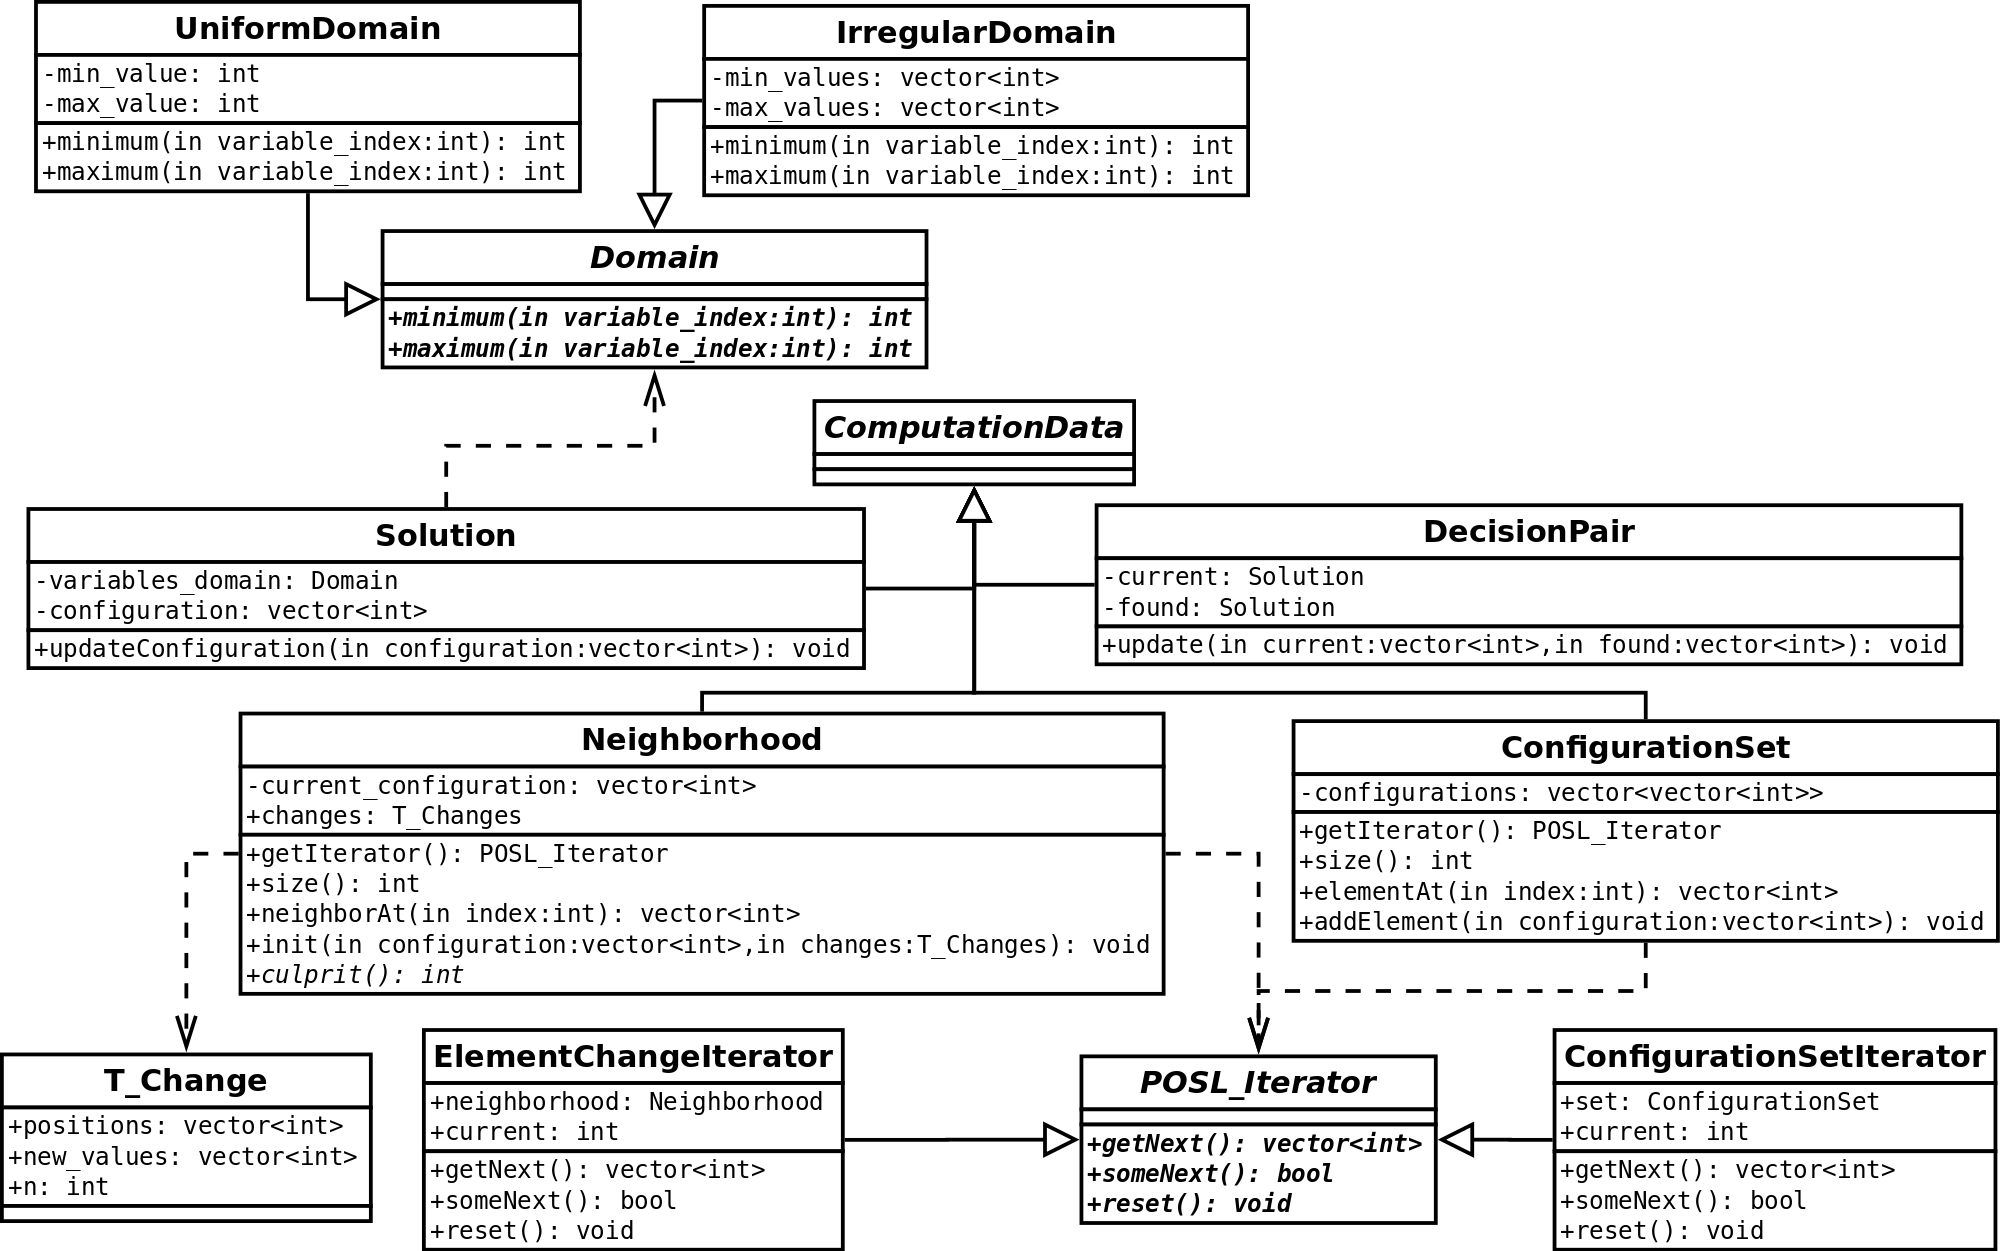 UniformDomain
-min_value: int
-max_value: int
+minimum(in variable_index:int): int
+maximum(in variable_index:int): int
IrregularDomain
-min_values: vector<int>
-max_values: vector<int>
+minimum(in variable_index:int): int
+maximum(in variable_index:int): int
Domain
+minimum(in variable_index:int): int
+maximum(in variable_index:int): int
ComputationData
Solution
-variables_domain: Domain
-configuration: vector<int>
+updateConfiguration(in configuration:vector<int>): void
DecisionPair
-current: Solution
-found: Solution
+update(in current:vector<int>,in found:vector<int>): void
Neighborhood
-current_configuration: vector<int>
+changes: T_Changes
+getIterator(): POSL_Iterator
+size(): int
+neighborAt(in index:int): vector<int>
+init(in configuration:vector<int>,in changes:T_Changes): void
+culprit(): int
ConfigurationSet
-configurations: vector<vector<int>>
+getIterator(): POSL_Iterator
+size(): int
+elementAt(in index:int): vector<int>
+addElement(in configuration:vector<int>): void
T_Change
+positions: vector<int>
+new_values: vector<int>
+n: int
ElementChangeIterator
+neighborhood: Neighborhood
+current: int
+getNext(): vector<int>
+someNext(): bool
+reset(): void
POSL_Iterator
+getNext(): vector<int>
+someNext(): bool
+reset(): void
ConfigurationSetIterator
+set: ConfigurationSet
+current: int
+getNext(): vector<int>
+someNext(): bool
+reset(): void